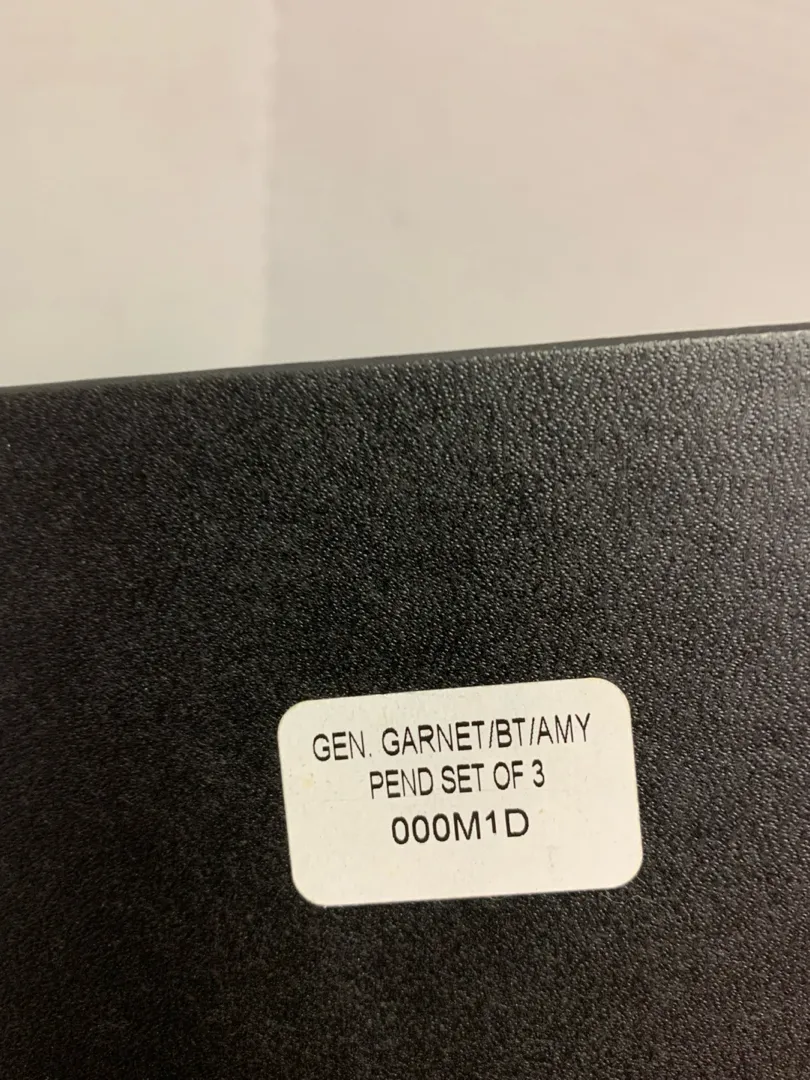 GEN. GARNET/BT/AMY
PEND SET OF 3
000M1D